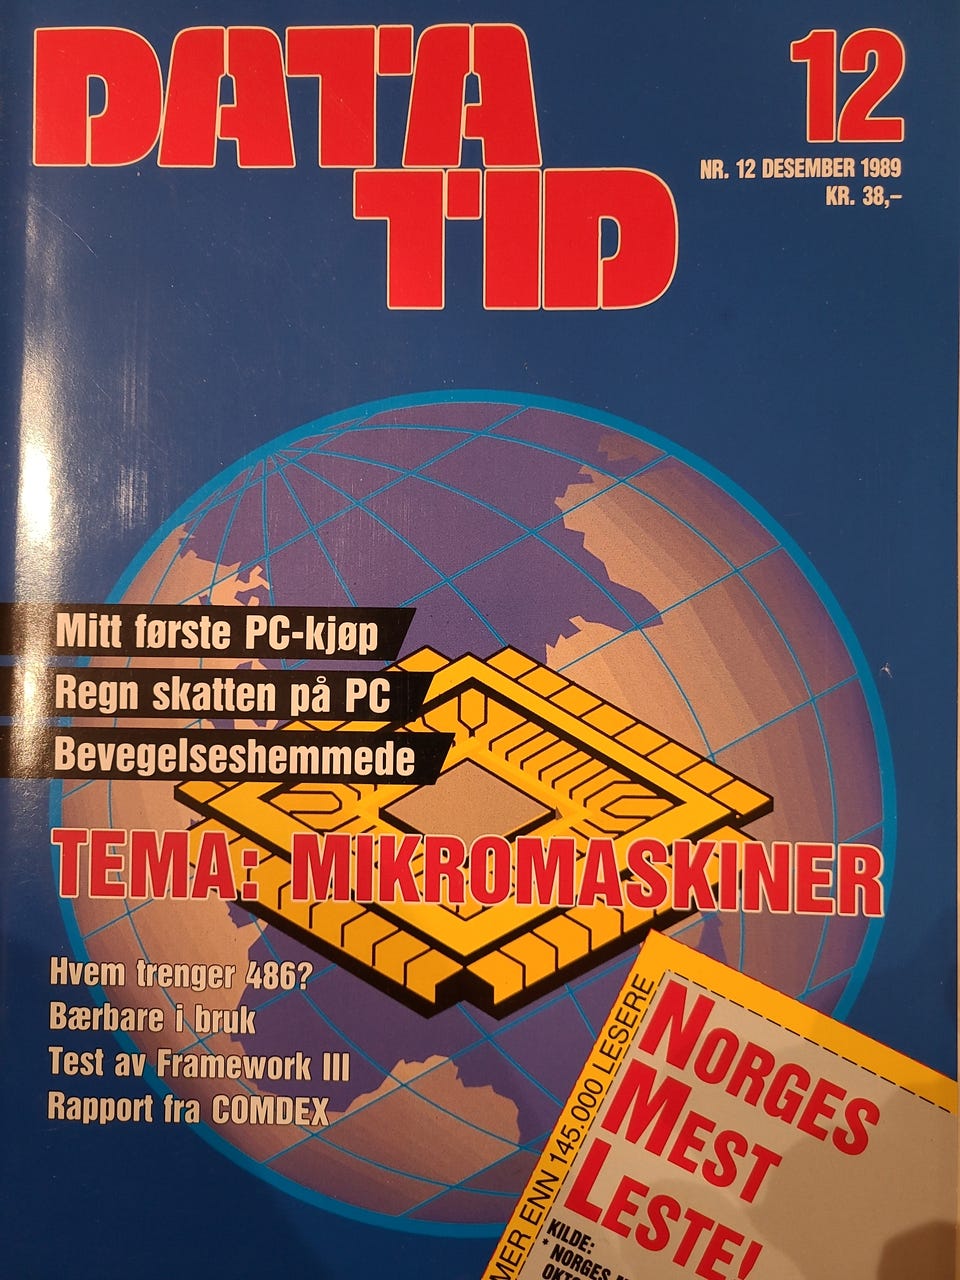 DATA
TID
12
NR. 12 DESEMBER 1989
KR. 38,–
Mitt første PC-kjøp
Regn skatten på PC
Bevegelseshemmede
TEMA: MIKROMASKINER
Hvem trenger 486?
Bærbare i bruk
Test av Framework III
Rapport fra COMDEX
MER ENN 145.000 LESERE
NORGES
MEST
LESTE!
KILDE:
* NORGES